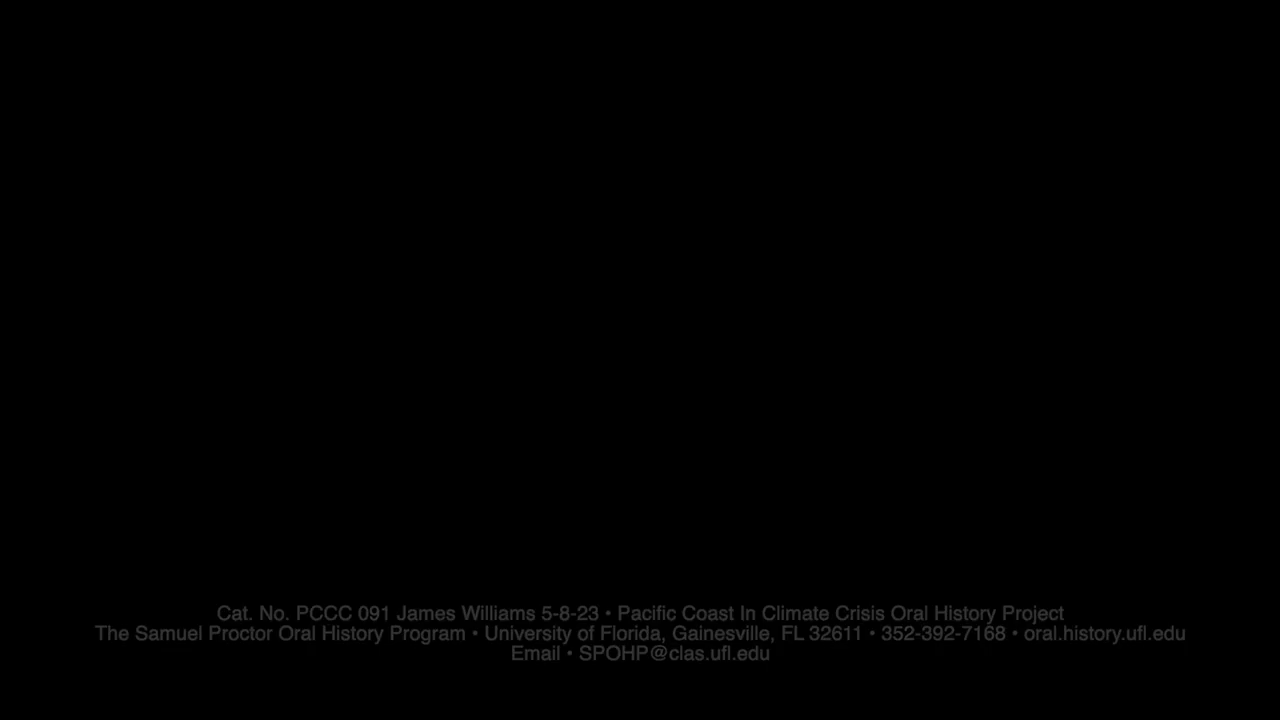 Cat. No. PCCC 091 James Williams 5-8-23 • Pacific Coast In Climate Crisis Oral History Project
The Samuel Proctor Oral History Program • University of Florida, Gainesville, FL 32611 • 352-392-7168 • oral.history.ufl.edu
Email • SPOHP@clas.ufl.edu